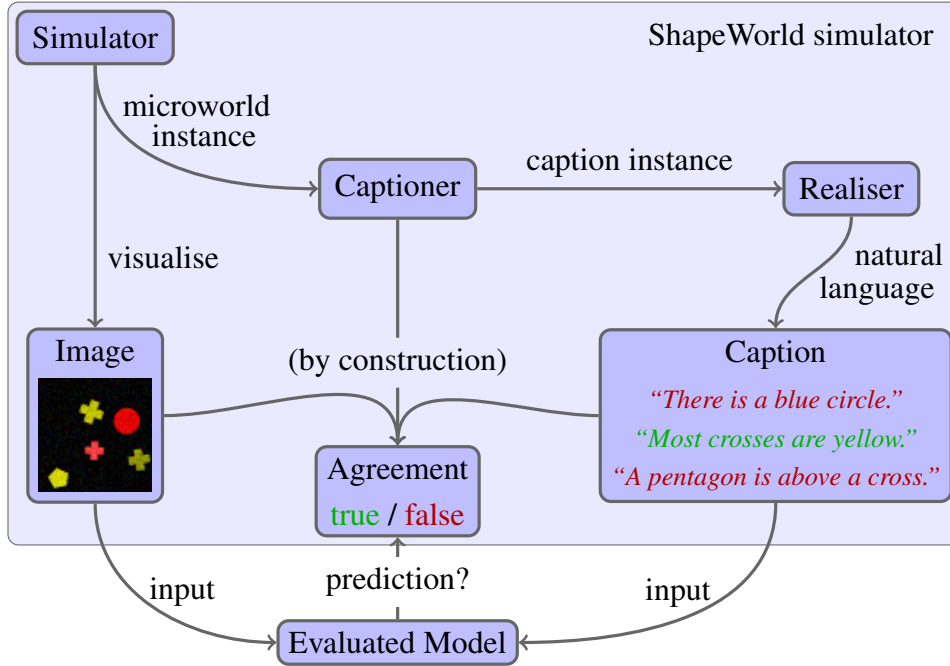 Simulator
ShapeWorld simulator
microworld
instance
Captioner
caption instance
Realiser
visualise
natural
language
Image
(by construction)
Caption
“There is a blue circle.”
“Most crosses are yellow.”
“A pentagon is above a cross.”
Agreement
true / false
input
prediction?
input
Evaluated Model